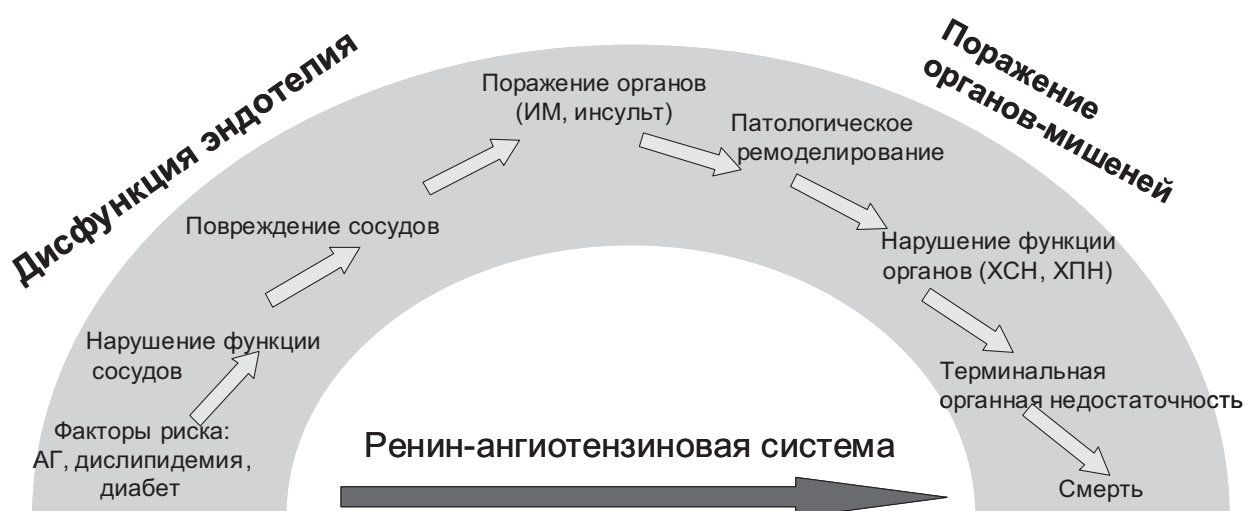 Дисфункция эндотелия
Поражение
органов-мишеней
Поражение органов
(ИМ, инсульт)
Патологическое
ремоделирование
Повреждение сосудов
Нарушение функции
органов (ХСН, ХПН)
Нарушение функции
сосудов
Терминальная
органная недостаточность
Факторы риска:
АГ, дислипидемия,
диабет
Ренин-ангиотензиновая система
Смерть